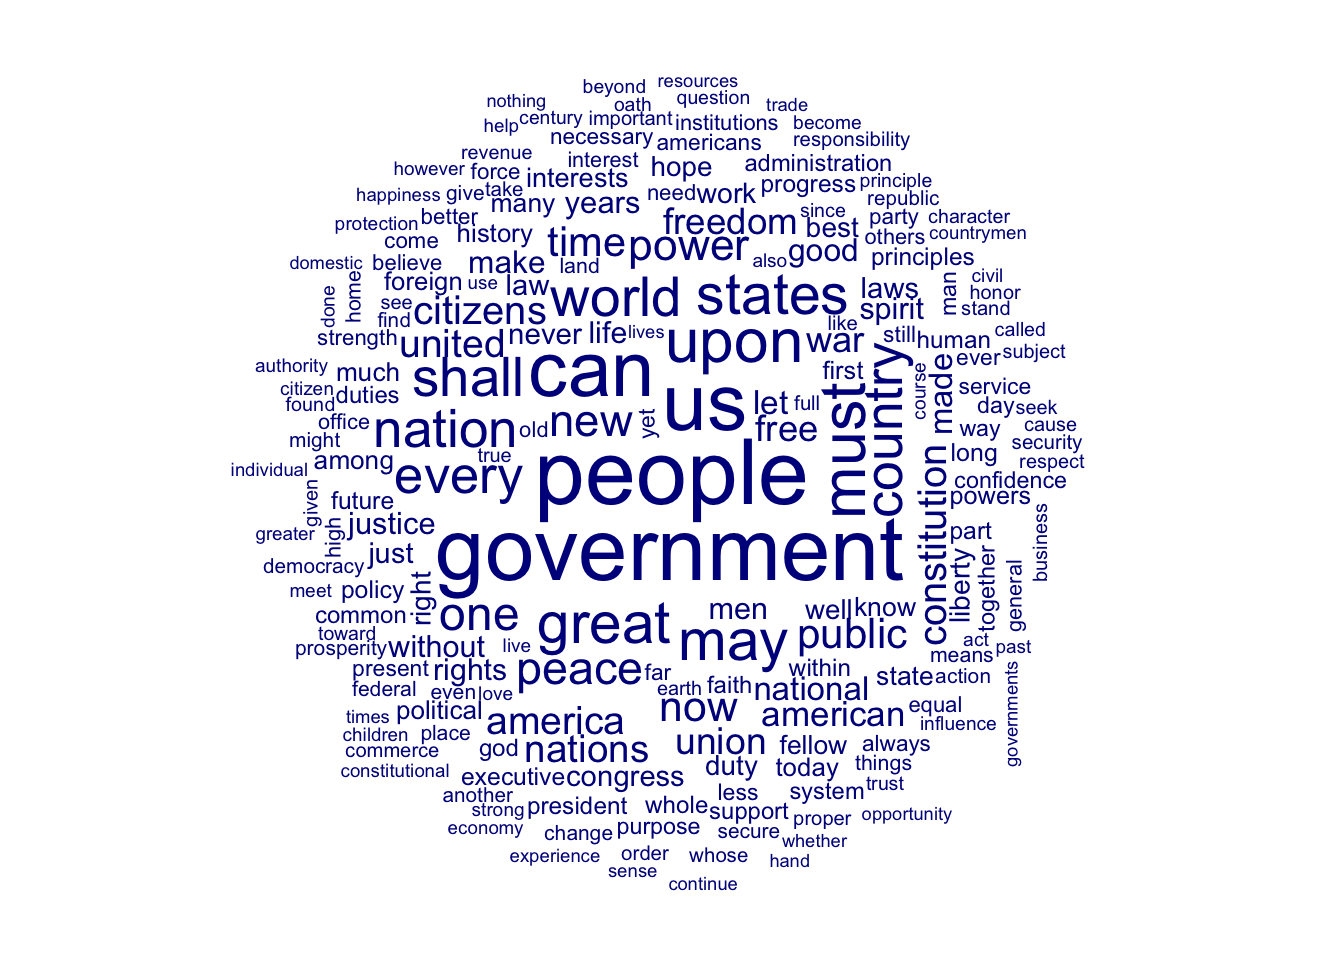 beyond resources
nothing oath question trade
help century important institutions become
necessary americans responsibility
revenue interest hope administration
however force interests need work progress principle
happiness give take many years freedom since republic
protection better history time power best party character
come also good others countrymen
domestic believe make land principles
foreign use law world states laws man civil
done home see citizens spirit honor
find like stand
strength united never life lives upon war still human called
authority much shall can us first country course ever subject
citizen duties let full must made service
found day seek
office nation old new yet free way cause
might security
individual among true every people constitution long respect
given future confidence
powers
greater high justice government part business
democracy just liberty together general
meet policy right
common one great men well know
toward may public act past
prosperity without live peace means
present rights far within state action governments
federal even love earth faith national
times political america now american equal
children place influence
commerce god nations union fellow always
constitutional executive congress duty today things
another less system trust
strong president whole support proper opportunity
economy change purpose secure whether
experience order whose hand
sense
continue